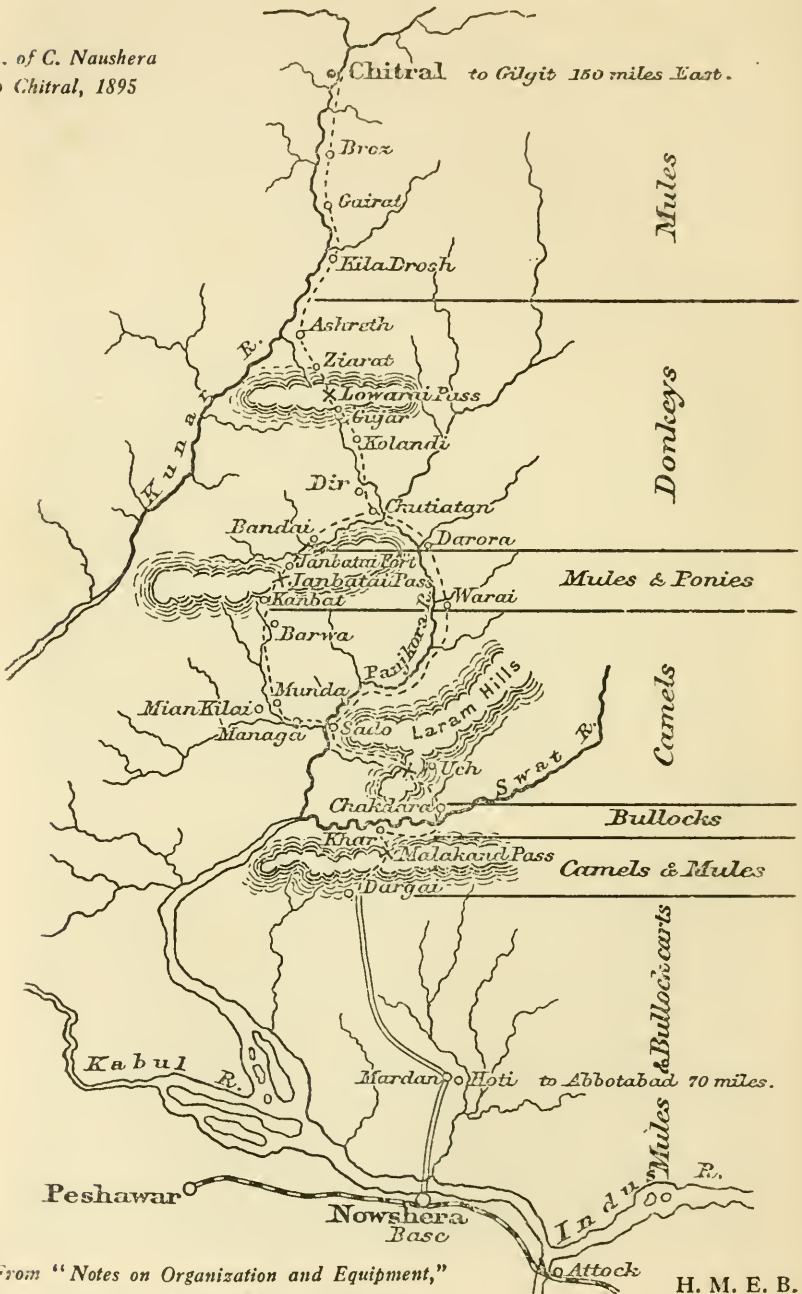 . of C. Naushera
o Chitral, 1895
Chitral to Gilgit 150 miles East.
Broz
Gairat
Kila Drosh
Mules
Ashreth
Ziarat
Lowarai Pass
Gujar
Kolandi
Dir
Chutiatan
Donkeys
Kunar R.
Bandai
Darora
Janbatai Fort
Janbatai Pass
Kanbat
Warai
Mules & Ponies
Barwa
Panjkora R.
Munda
Mian Kilai
Managa
Sado
Laram Hills
Uch
Swat R.
Camels
Chakdara
Bullocks
Khar
Malakand Pass
Camels & Mules
Dargai
Mules & Bullock carts
Kabul R.
Mardan
Hoti to Abbotabad 70 miles.
Peshawar
Nowshera
Base
Indus R.
Attock
From "Notes on Organization and Equipment,"
H. M. E. B.